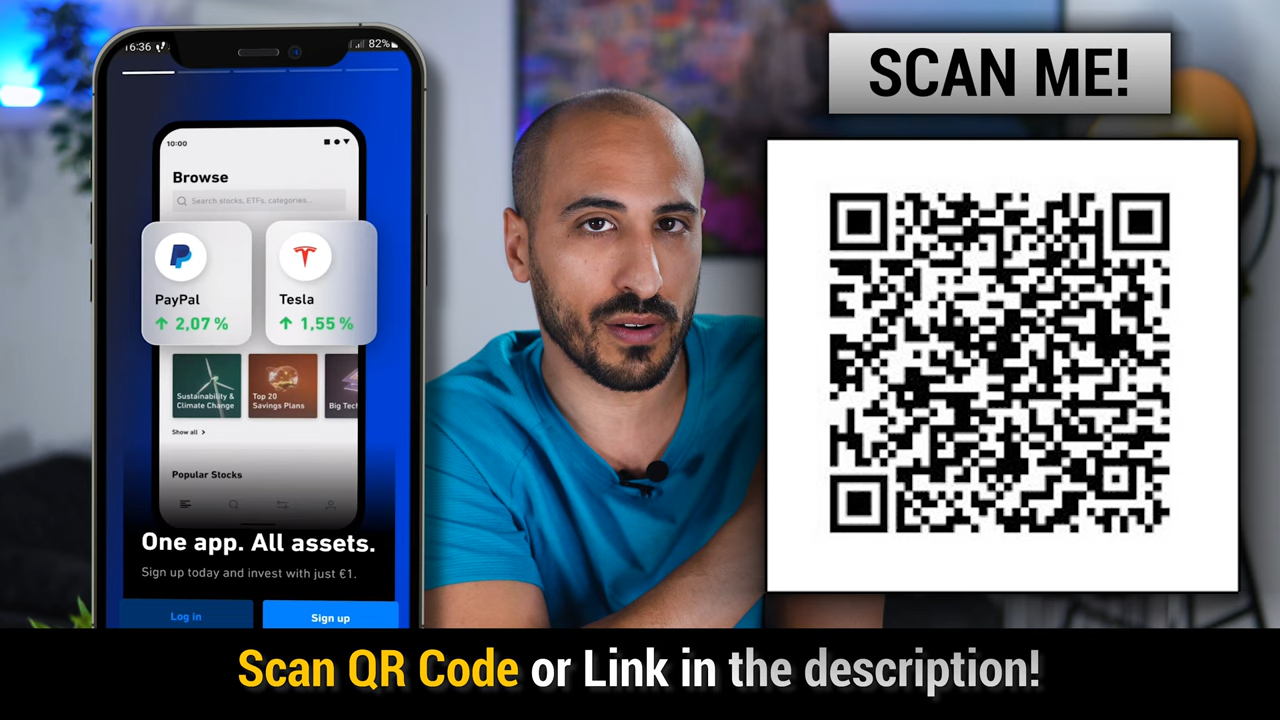 16:36
82%
10:00
Browse
Search stocks, ETFs, categories...
PayPal
↑ 2,07 %
Tesla
↑ 1,55 %
Sustainability &
Climate Change
Top 20
Savings Plans
Big Tech
Show all >
Popular Stocks
One app. All assets.
Sign up today and invest with just €1.
Log in
Sign up
SCAN ME!
Scan QR Code or Link in the description!